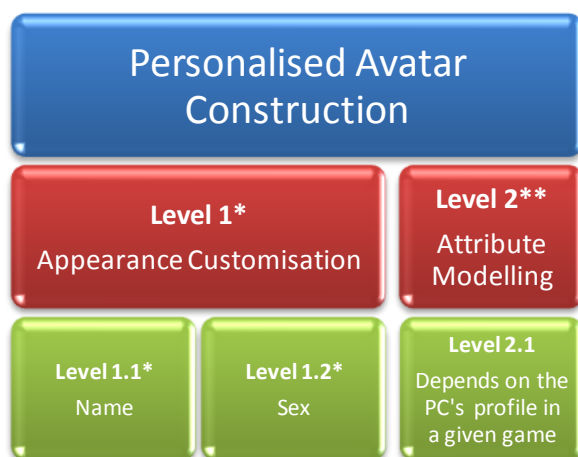 Personalised Avatar
Construction
Level 1*
Appearance Customisation
Level 2**
Attribute
Modelling
Level 1.1*
Name
Level 1.2*
Sex
Level 2.1
Depends on the
PC's profile in
a given game